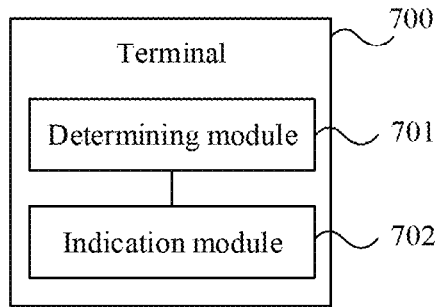 700
Terminal
Determining module
701
Indication module
702